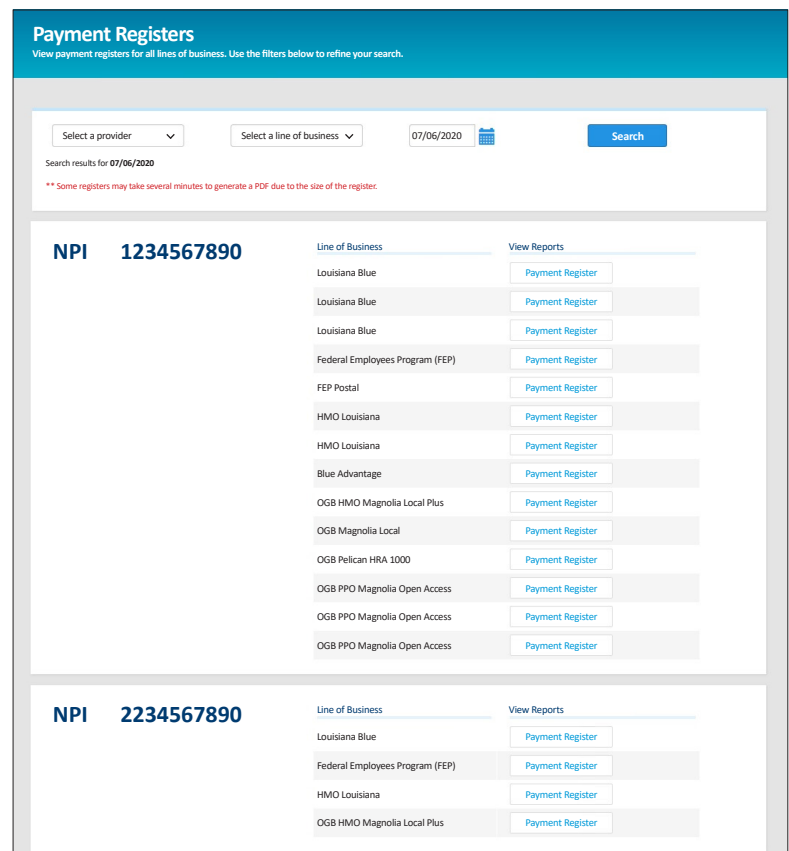 Payment Registers
View payment registers for all lines of business. Use the filters below to refine your search.
Select a provider Select a line of business 07/06/2020 Search
Search results for 07/06/2020
** Some registers may take several minutes to generate a PDF due to the size of the register.
NPI 1234567890 Line of Business View Reports
Louisiana Blue Payment Register
Louisiana Blue Payment Register
Louisiana Blue Payment Register
Federal Employees Program (FEP) Payment Register
FEP Postal Payment Register
HMO Louisiana Payment Register
HMO Louisiana Payment Register
Blue Advantage Payment Register
OGB HMO Magnolia Local Plus Payment Register
OGB Magnolia Local Payment Register
OGB Pelican HRA 1000 Payment Register
OGB PPO Magnolia Open Access Payment Register
OGB PPO Magnolia Open Access Payment Register
OGB PPO Magnolia Open Access Payment Register
NPI 2234567890 Line of Business View Reports
Louisiana Blue Payment Register
Federal Employees Program (FEP) Payment Register
HMO Louisiana Payment Register
OGB HMO Magnolia Local Plus Payment Register